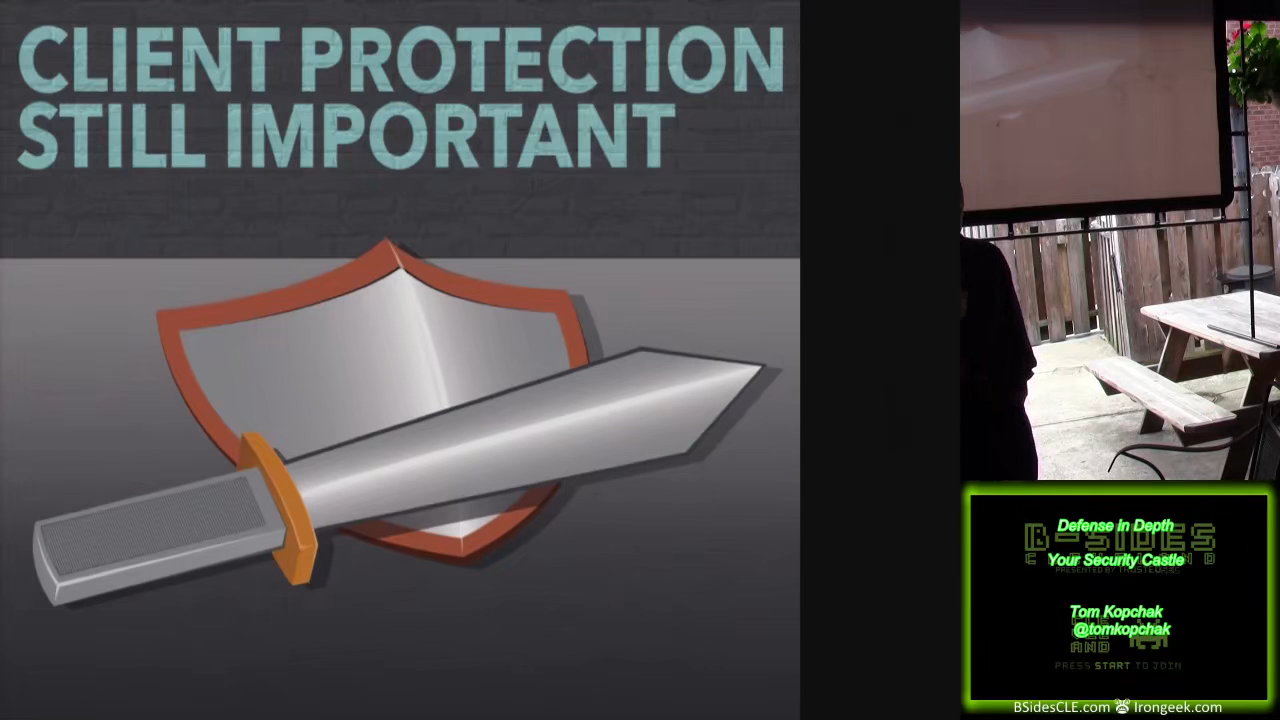 CLIENT PROTECTION
STILL IMPORTANT
B-SIDES
Defense in Depth
Your Security Castle
Tom Kopchak
@tomkopchak
PRESS START TO JOIN
BSidesCLE.com Irongeek.com